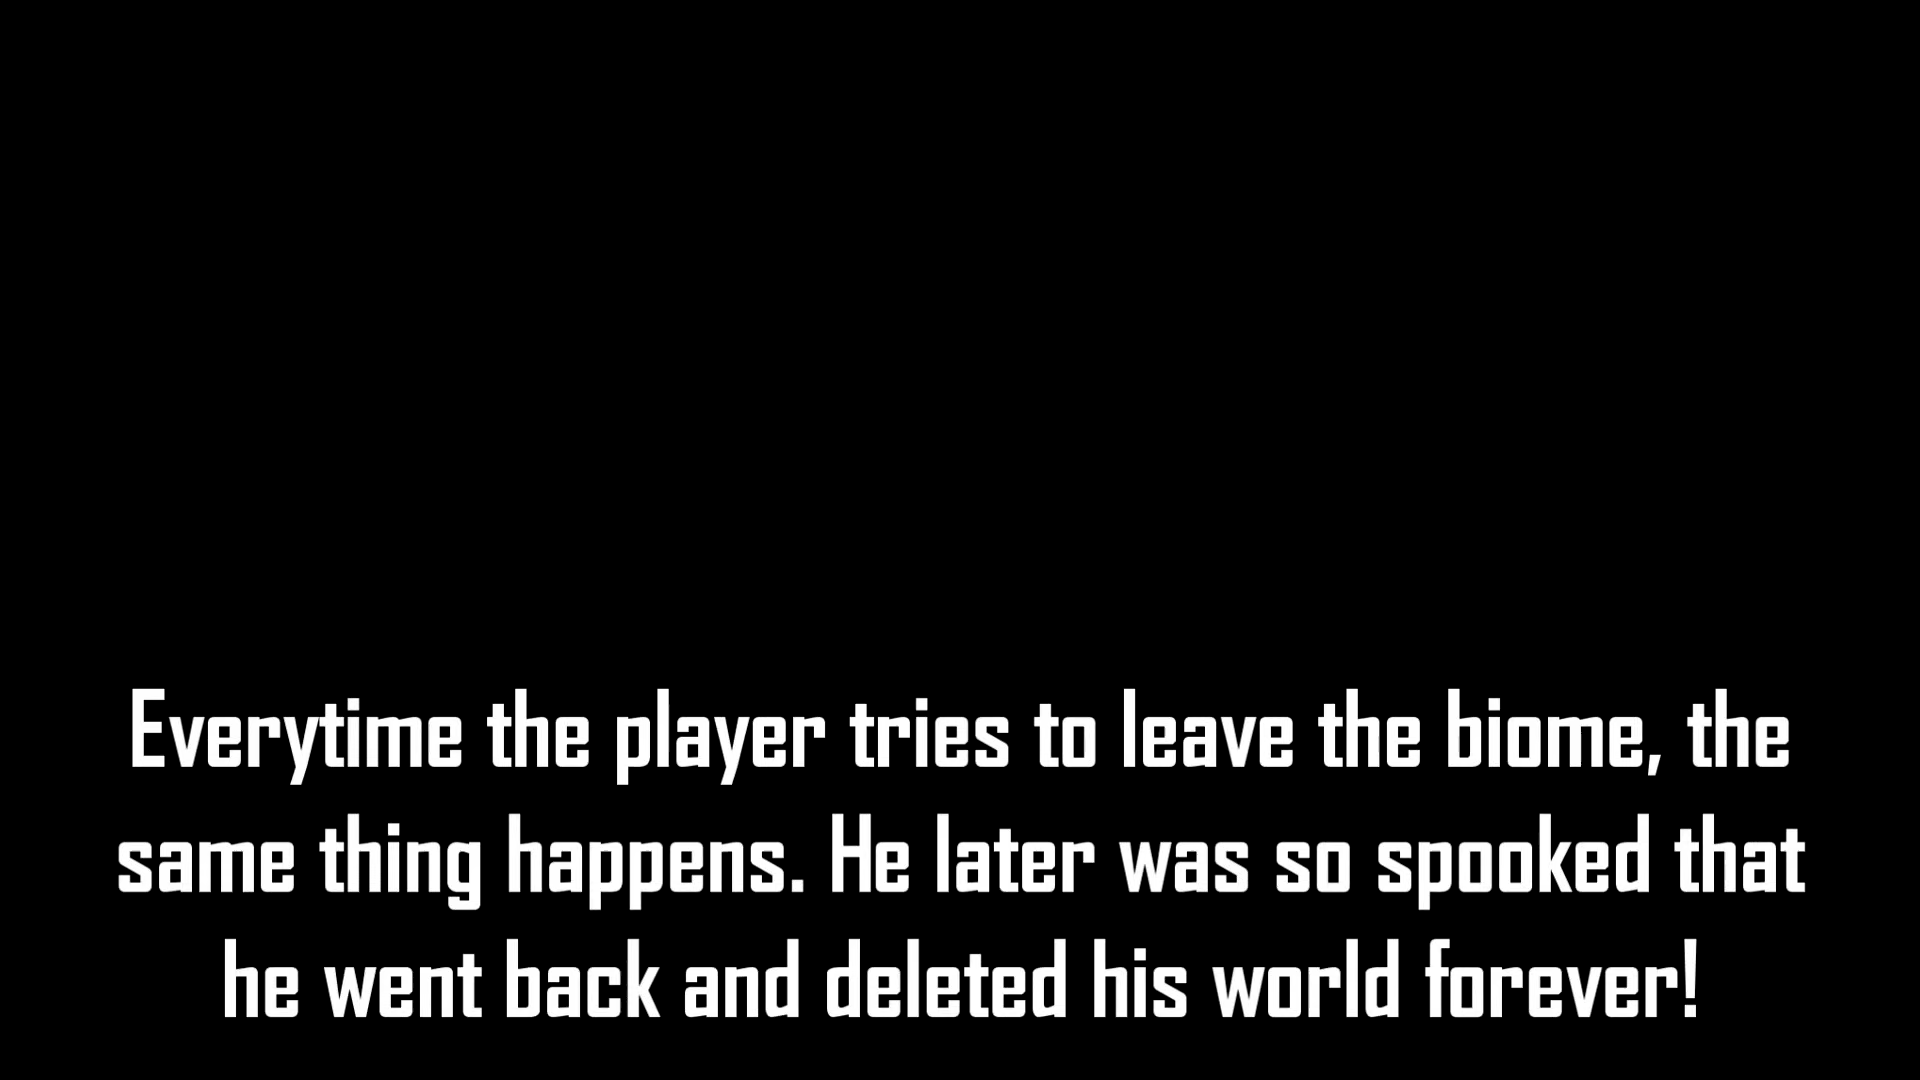 Everytime the player tries to leave the biome, the
same thing happens. He later was so spooked that
he went back and deleted his world forever!